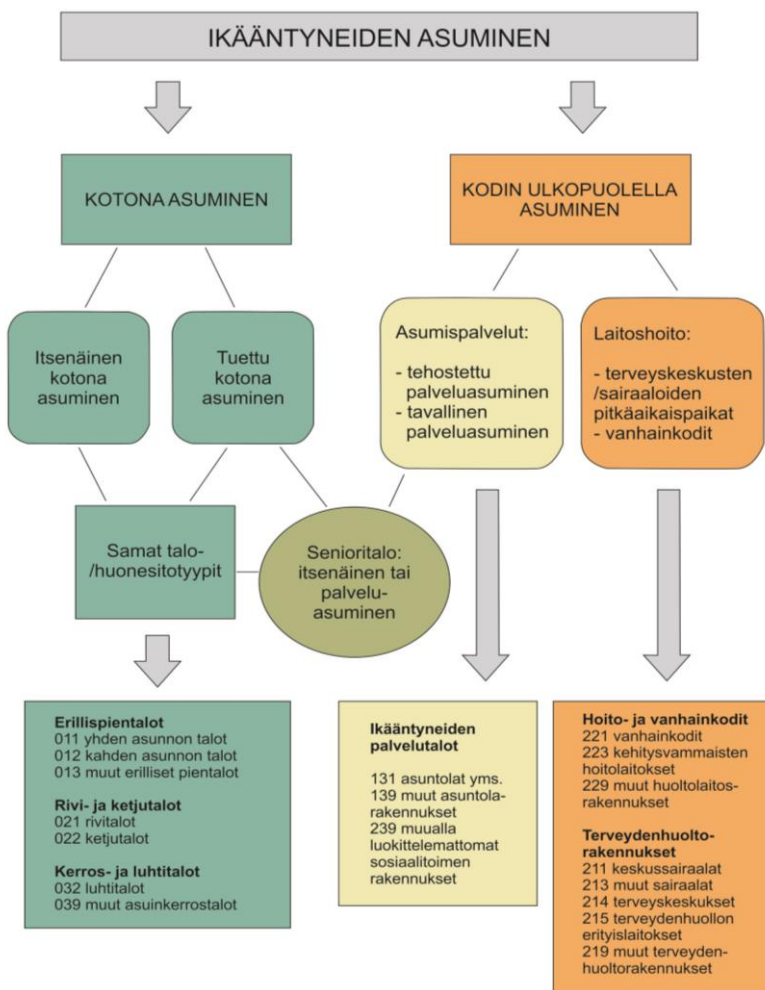 IKÄÄNTYNEIDEN ASUMINEN
KOTONA ASUMINEN
KODIN ULKOPUOLELLA
ASUMINEN
Itsenäinen
kotona
asuminen
Tuettu
kotona
asuminen
Asumispalvelut:
- tehostettu
palveluasuminen
- tavallinen
palveluasuminen
Laitoshoito:
- terveyskeskusten
/sairaaloiden
pitkäaikaispaikat
- vanhainkodit
Samat talo-
/huonesitotyypit
Senioritalo:
itsenäinen tai
palvelu-
asuminen
Erillispientalot
011 yhden asunnon talot
012 kahden asunnon talot
013 muut erilliset pientalot
Rivi- ja ketjutalot
021 rivitalot
022 ketjutalot
Kerros- ja luhtitalot
032 luhtitalot
039 muut asuinkerrostalot
Ikääntyneiden
palvelutalot
131 asuntolat yms.
139 muut asuntola-
rakennukset
239 muualla
luokittelemattomat
sosiaalitoimen
rakennukset
Hoito- ja vanhainkodit
221 vanhainkodit
223 kehitysvammaisten
hoitolaitokset
229 muut huoltolaitos-
rakennukset
Terveydenhuolto-
rakennukset
211 keskussairaalat
213 muut sairaalat
214 terveyskeskukset
215 terveydenhuollon
erityislaitokset
219 muut terveyden-
huoltorakennukset